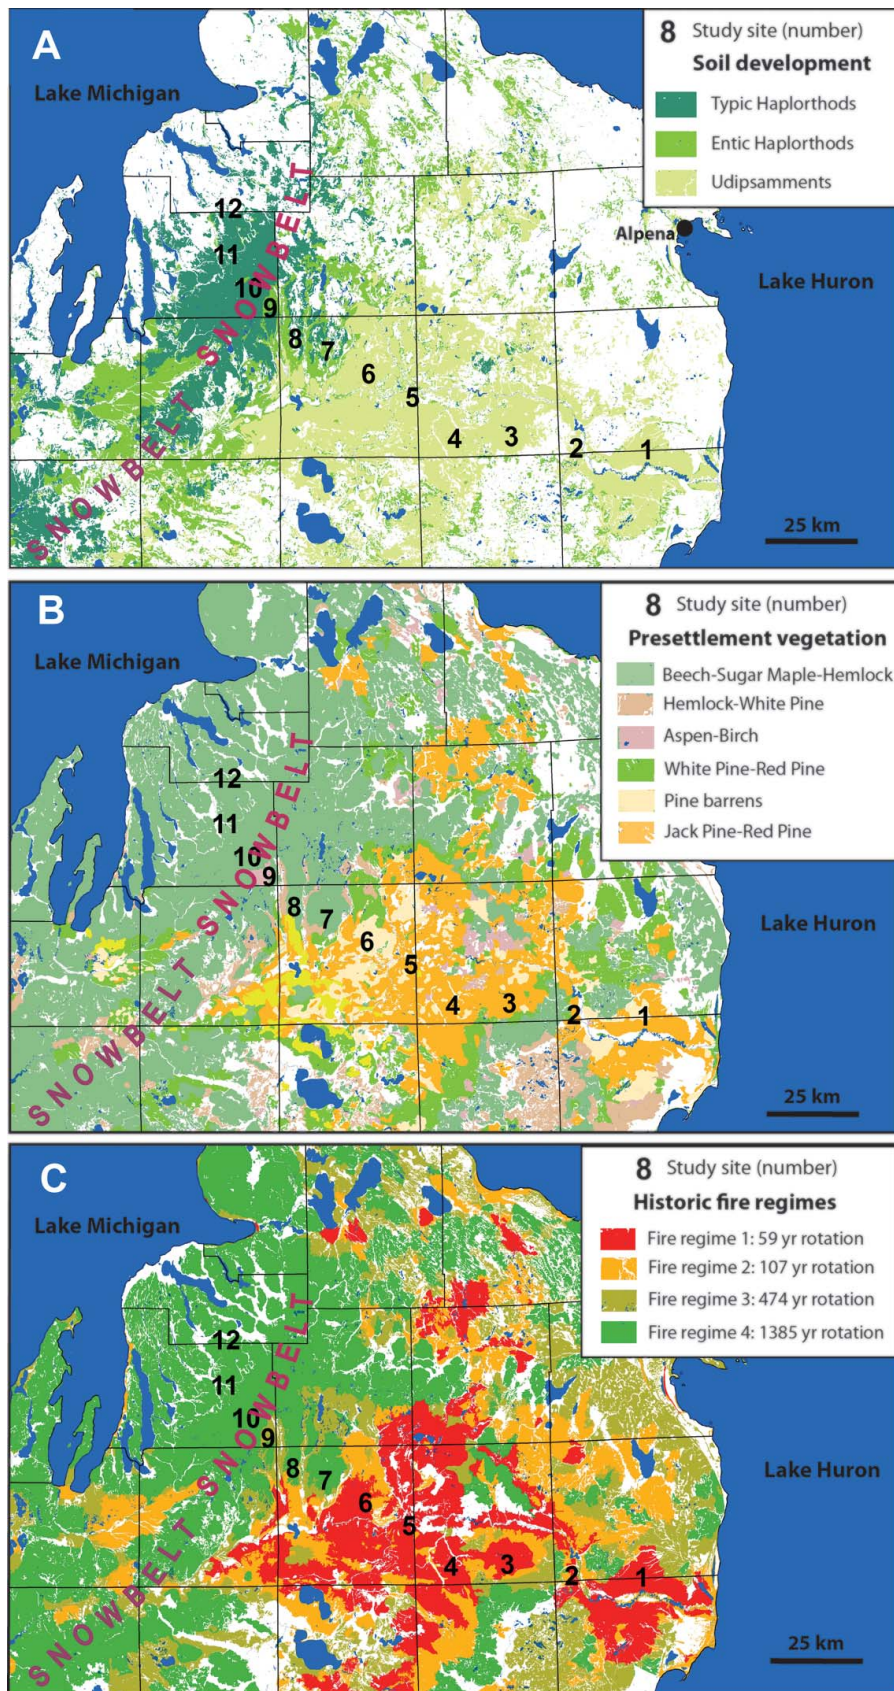 A
Lake Michigan
8 Study site (number)
Soil development
Typic Haplorthods
Entic Haplorthods
Udipsamments
Alpena
Lake Huron
SNOWBELT SNOWBELT
12
11
10
9
8
7
6
5
4
3
2
1
25 km
B
Lake Michigan
8 Study site (number)
Presettlement vegetation
Beech-Sugar Maple-Hemlock
Hemlock-White Pine
Aspen-Birch
White Pine-Red Pine
Pine barrens
Jack Pine-Red Pine
Lake Huron
SNOWBELT SNOWBELT
12
11
10
9
8
7
6
5
4
3
2
1
25 km
C
Lake Michigan
8 Study site (number)
Historic fire regimes
Fire regime 1: 59 yr rotation
Fire regime 2: 107 yr rotation
Fire regime 3: 474 yr rotation
Fire regime 4: 1385 yr rotation
Lake Huron
SNOWBELT SNOWBELT
12
11
10
9
8
7
6
5
4
3
2
1
25 km